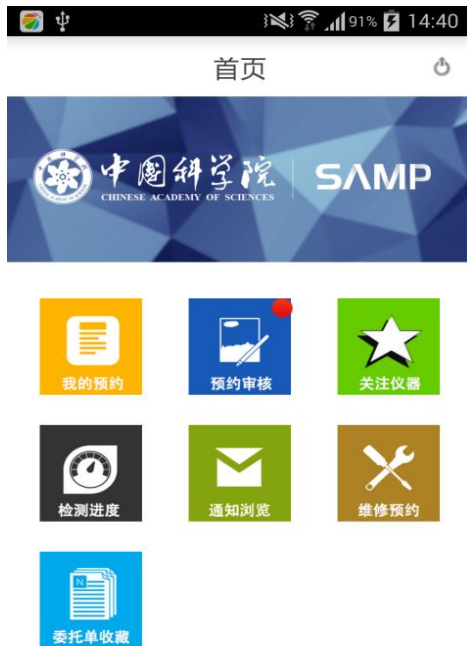 91% 14:40
首页
中国科学院 SAMP
CHINESE ACADEMY OF SCIENCES
我的预约 预约审核 关注仪器
检测进度 通知浏览 维修预约
N
委托单收藏